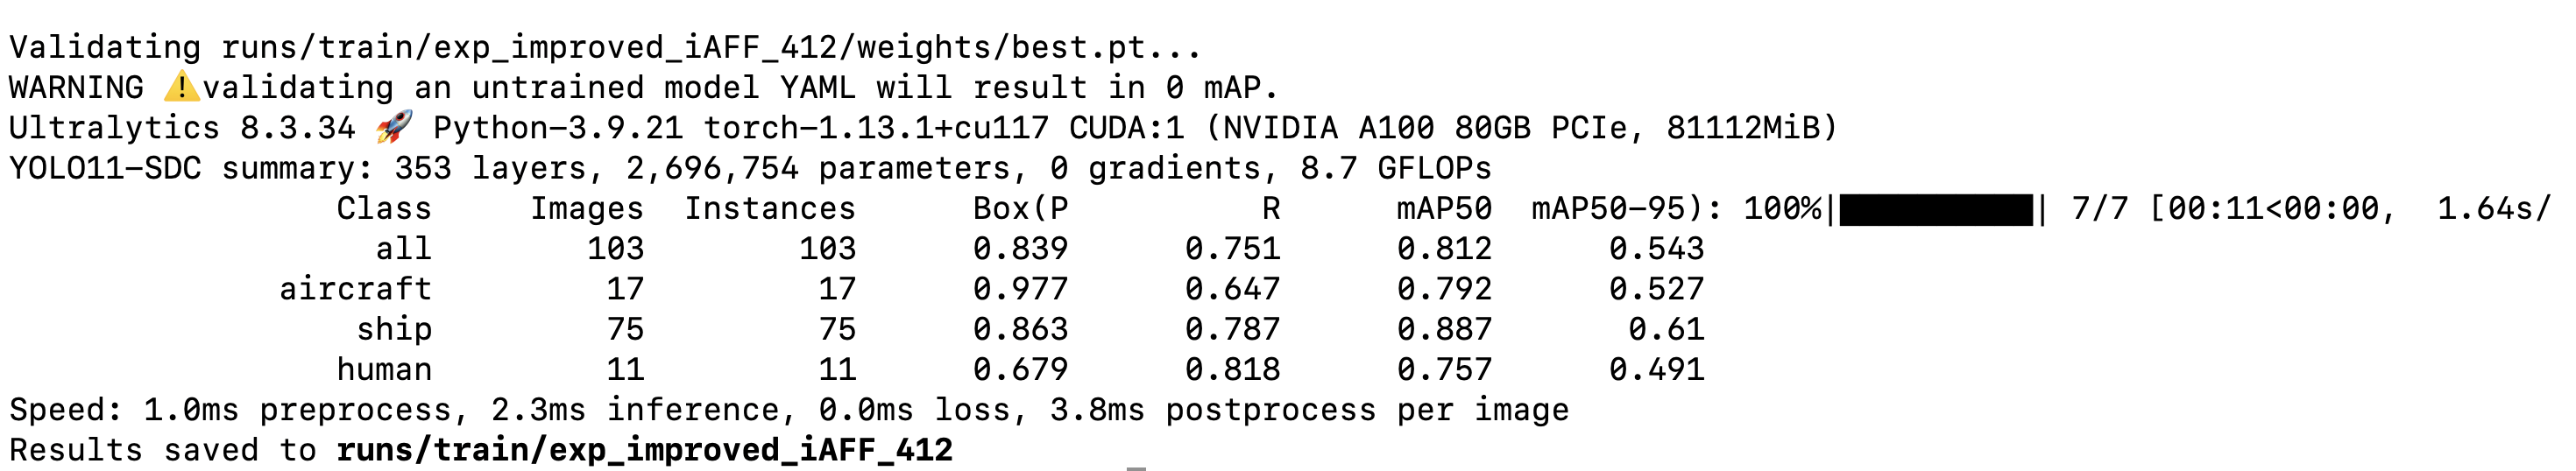 Validating runs/train/exp_improved_iAFF_412/weights/best.pt...
WARNING ⚠️validating an untrained model YAML will result in 0 mAP.
Ultralytics 8.3.34 🚀 Python-3.9.21 torch-1.13.1+cu117 CUDA:1 (NVIDIA A100 80GB PCIe, 81112MiB)
YOLO11-SDC summary: 353 layers, 2,696,754 parameters, 0 gradients, 8.7 GFLOPs
Class Images Instances Box(P R mAP50 mAP50-95): 100%|██████████| 7/7 [00:11<00:00, 1.64s/
all 103 103 0.839 0.751 0.812 0.543
aircraft 17 17 0.977 0.647 0.792 0.527
ship 75 75 0.863 0.787 0.887 0.61
human 11 11 0.679 0.818 0.757 0.491
Speed: 1.0ms preprocess, 2.3ms inference, 0.0ms loss, 3.8ms postprocess per image
Results saved to runs/train/exp_improved_iAFF_412